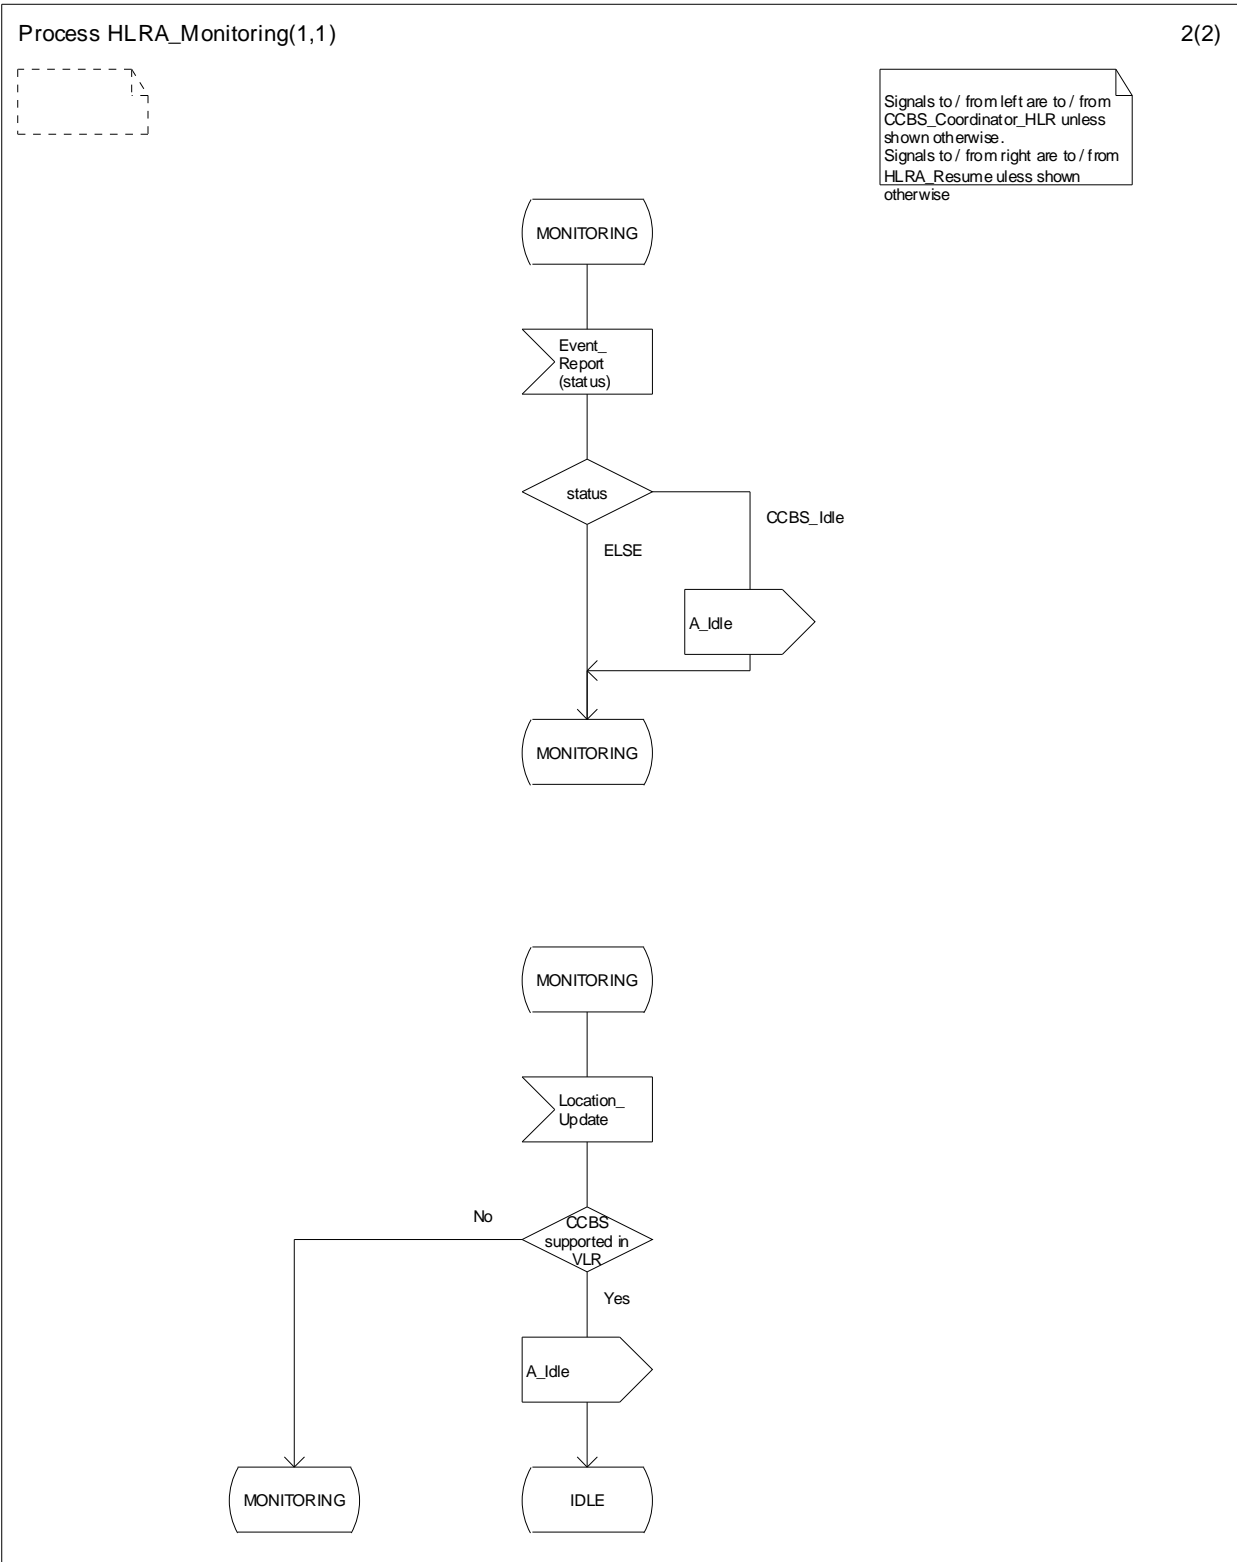 Process HLRA_Monitoring(1,1)
2(2)
Signals to / from left are to / from
CCBS_Coordinator_HLR unless
shown otherwise.
Signals to / from right are to / from
HLRA_Resume uless shown
otherwise
MONITORING
Event_
Report
(status)
status
CCBS_Idle
ELSE
A_Idle
MONITORING
MONITORING
Location_
Update
No
CCBS
supported in
VLR
Yes
A_Idle
MONITORING
IDLE